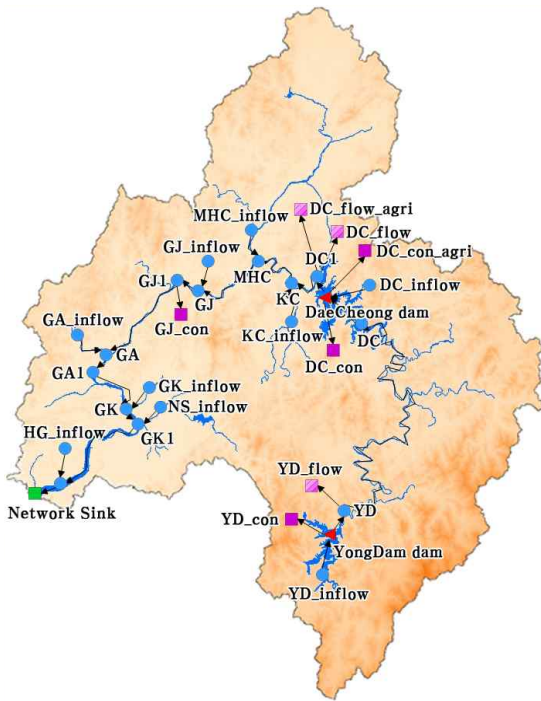 DC_flow_agri
MHC_inflow
DC_flow
DC_con_agri
GJ_inflow
DC1
MHC
GJ1
DC_inflow
KC
GJ
DaeCheong dam
GA_inflow
GJ_con
KC_inflow
DC
GA
DC_con
GA1
GK_inflow
GK
NS_inflow
HG_inflow
GK1
YD_flow
Network Sink
YD
YD_con
YongDam dam
YD_inflow